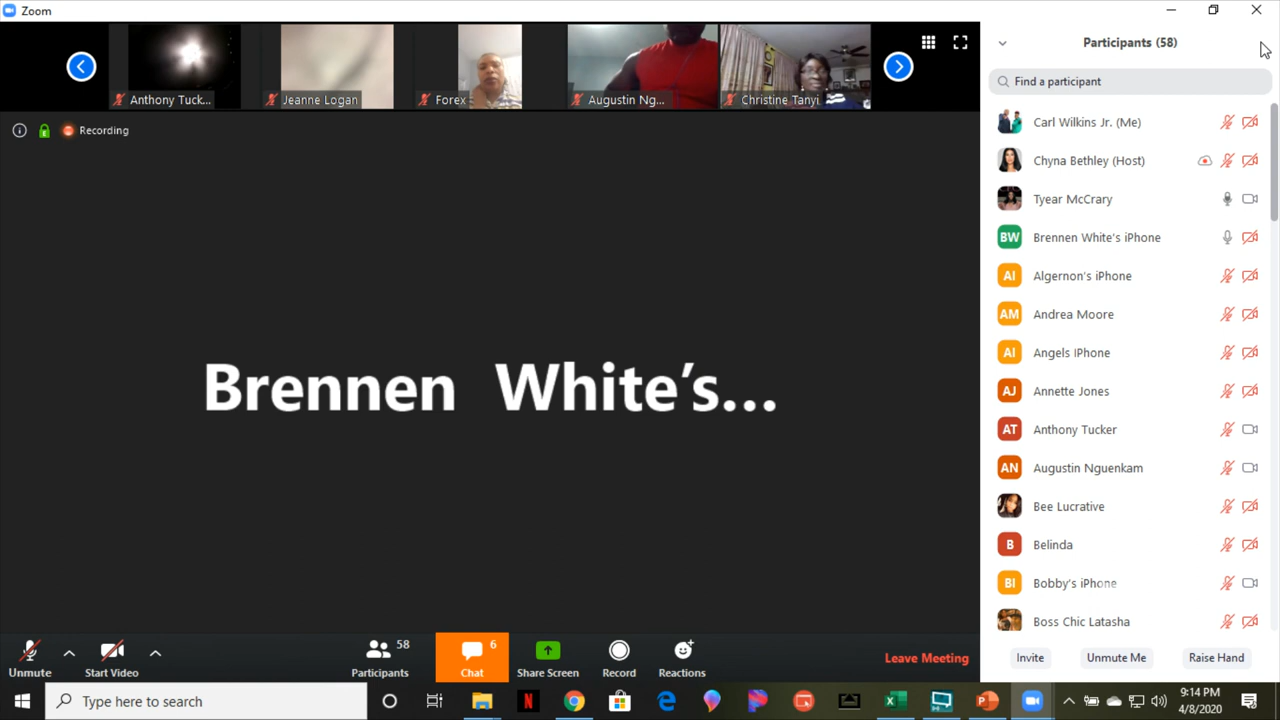 Zoom
Anthony Tuck...
Jeanne Logan
Forex
Augustin Ng...
Christine Tanyi
Recording
Brennen White's...
Participants (58)
Find a participant
Carl Wilkins Jr. (Me)
Chyna Bethley (Host)
Tyear McCrary
BW Brennen White's iPhone
AI Algernon's iPhone
AM Andrea Moore
AI Angels IPhone
AJ Annette Jones
AT Anthony Tucker
AN Augustin Nguenkam
Bee Lucrative
B Belinda
BI Bobby's iPhone
Boss Chic Latasha
Invite Unmute Me Raise Hand
58 6
Unmute Start Video Participants Chat Share Screen Record Reactions Leave Meeting
Type here to search
9:14 PM
4/8/2020